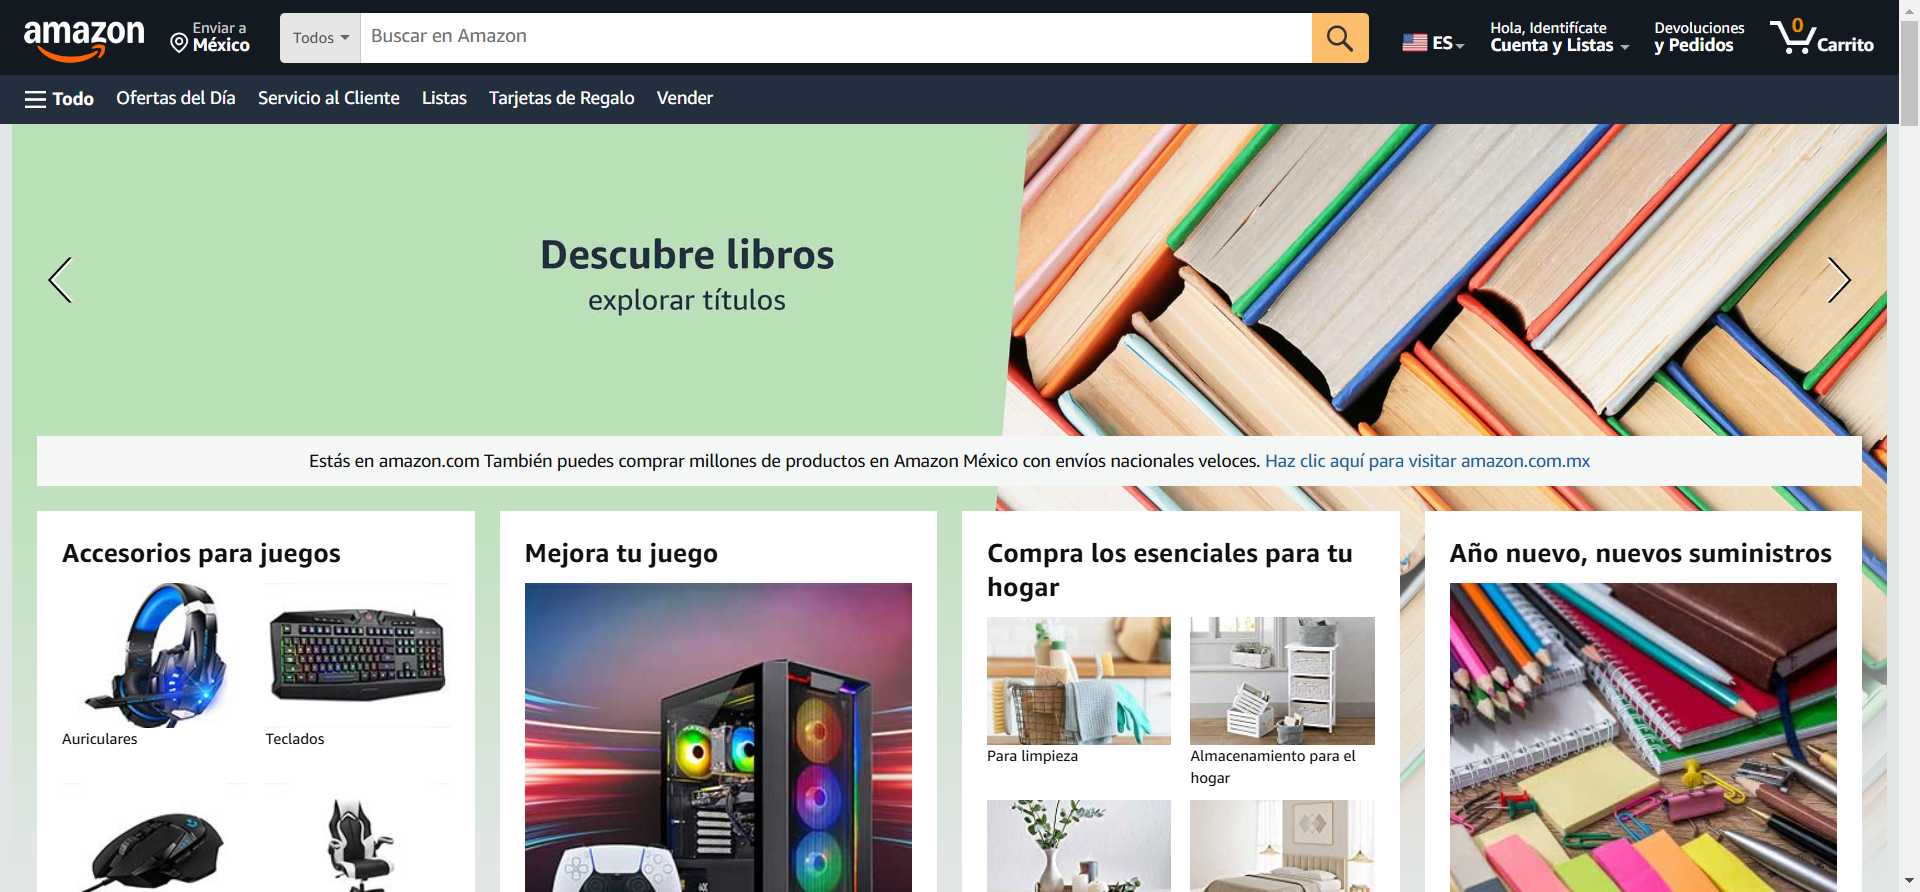 amazon
Enviar a
México
Todos
Buscar en Amazon
ES
Hola, Identifícate
Cuenta y Listas
Devoluciones
y Pedidos
0
Carrito
Todo
Ofertas del Día
Servicio al Cliente
Listas
Tarjetas de Regalo
Vender
Descubre libros
explorar títulos
Estás en amazon.com También puedes comprar millones de productos en Amazon México con envíos nacionales veloces. Haz clic aquí para visitar amazon.com.mx
Accesorios para juegos
Auriculares
Teclados
Mejora tu juego
Compra los esenciales para tu
hogar
Para limpieza
Almacenamiento para el
hogar
Año nuevo, nuevos suministros